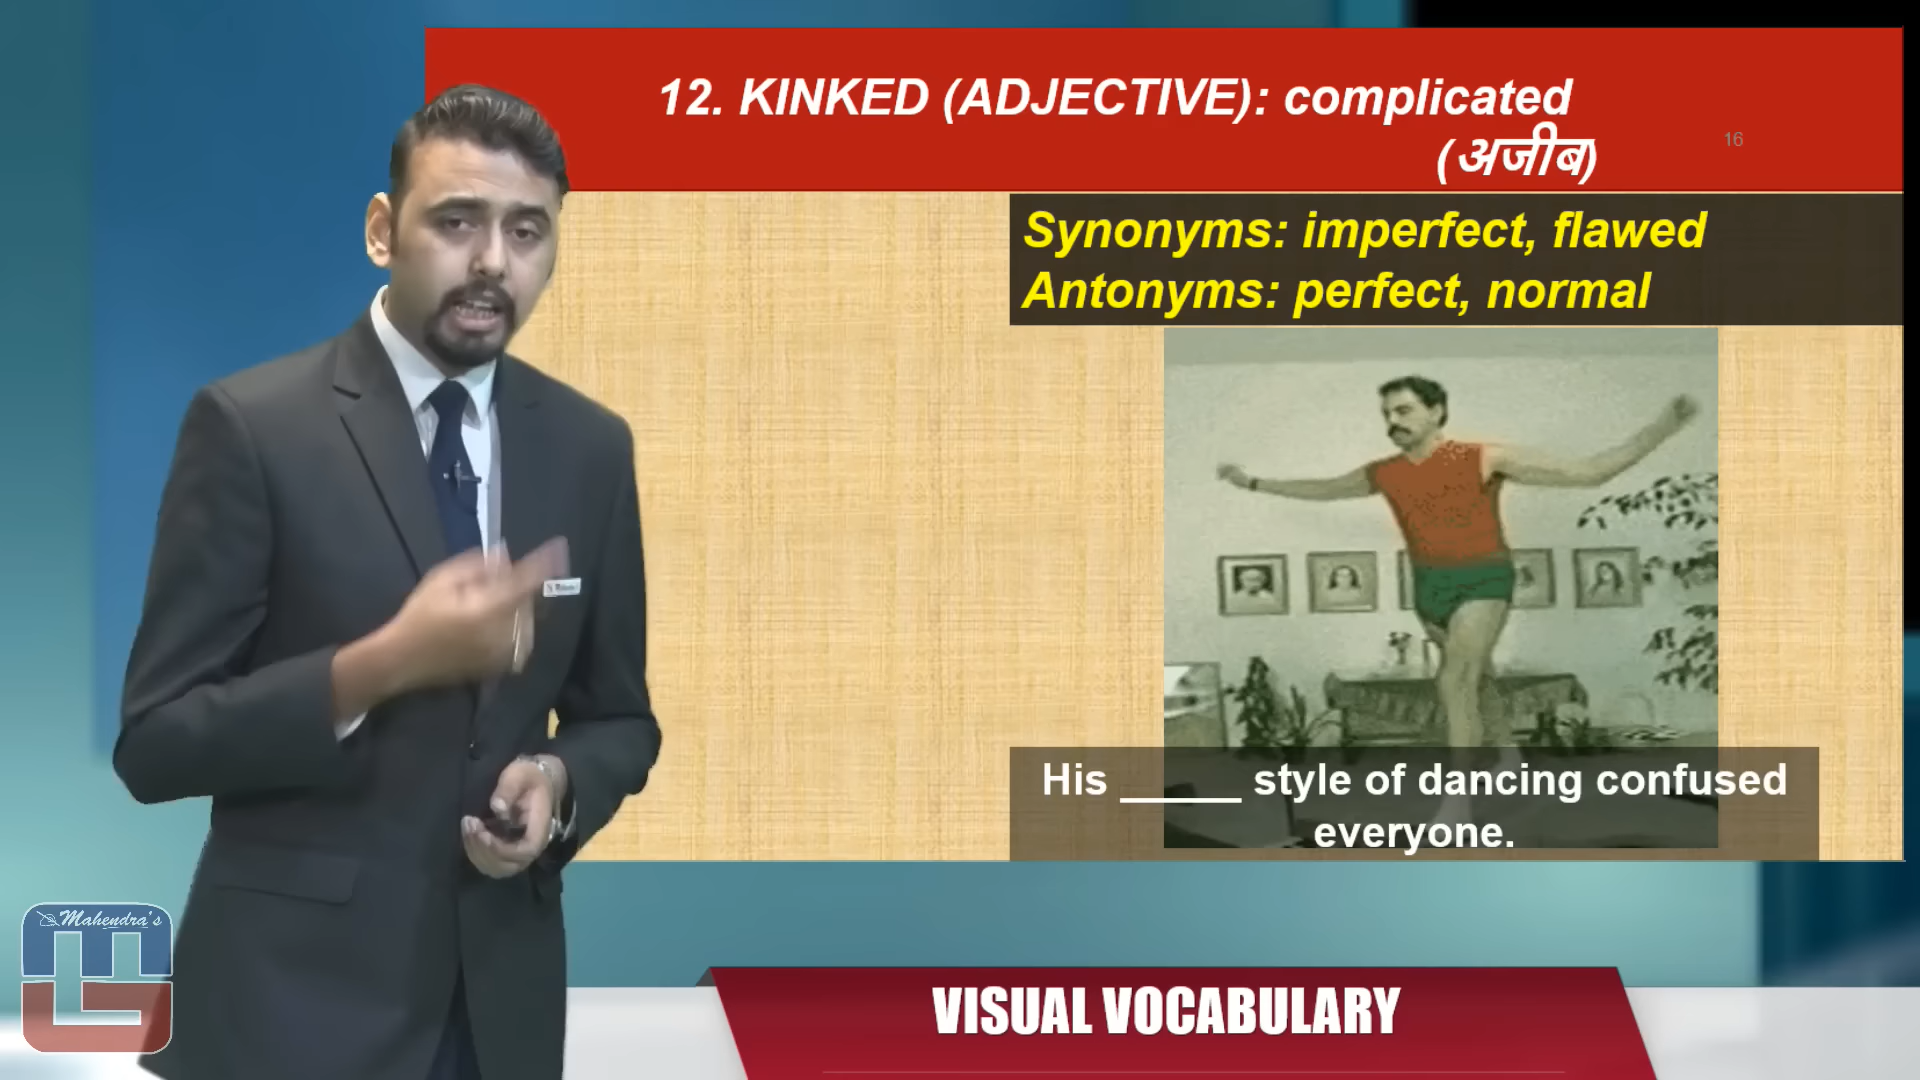 12. KINKED (ADJECTIVE): complicated
(अजीब)
16
Synonyms: imperfect, flawed
Antonyms: perfect, normal
His _____ style of dancing confused
everyone.
Mahendra's
VISUAL VOCABULARY